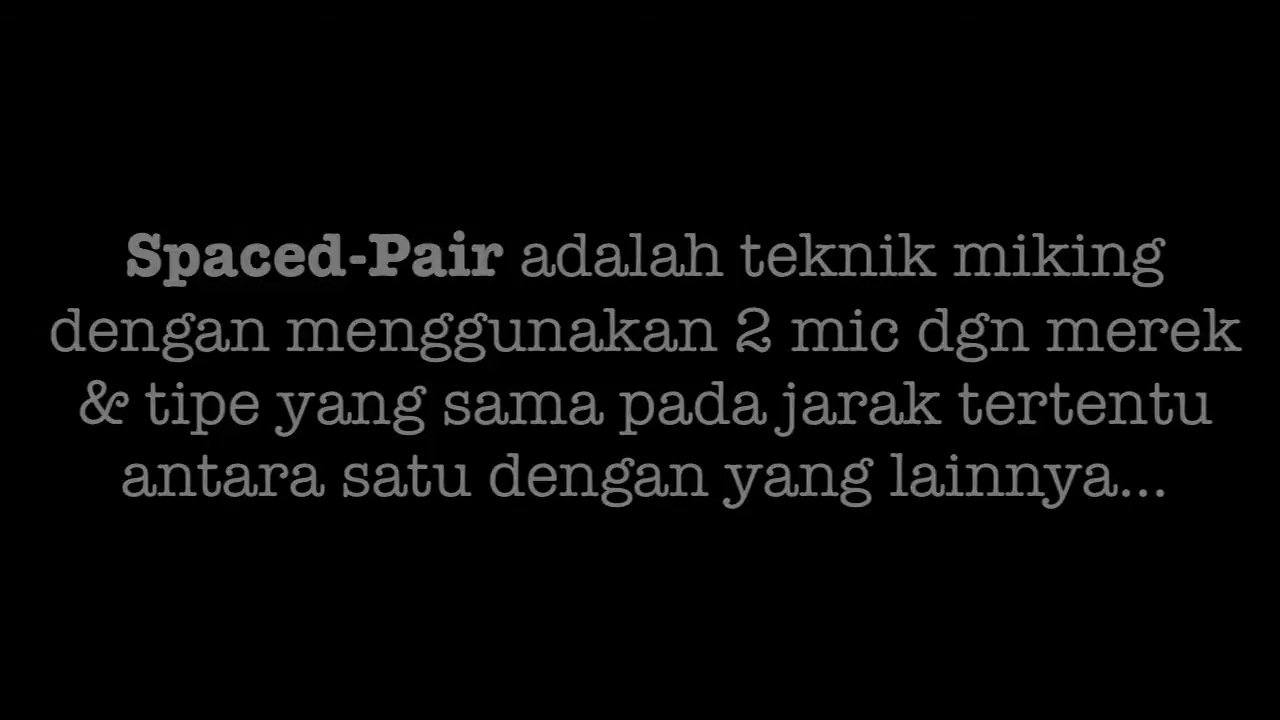 Spaced-Pair adalah teknik miking
dengan menggunakan 2 mic dgn merek
& tipe yang sama pada jarak tertentu
antara satu dengan yang lainnya...